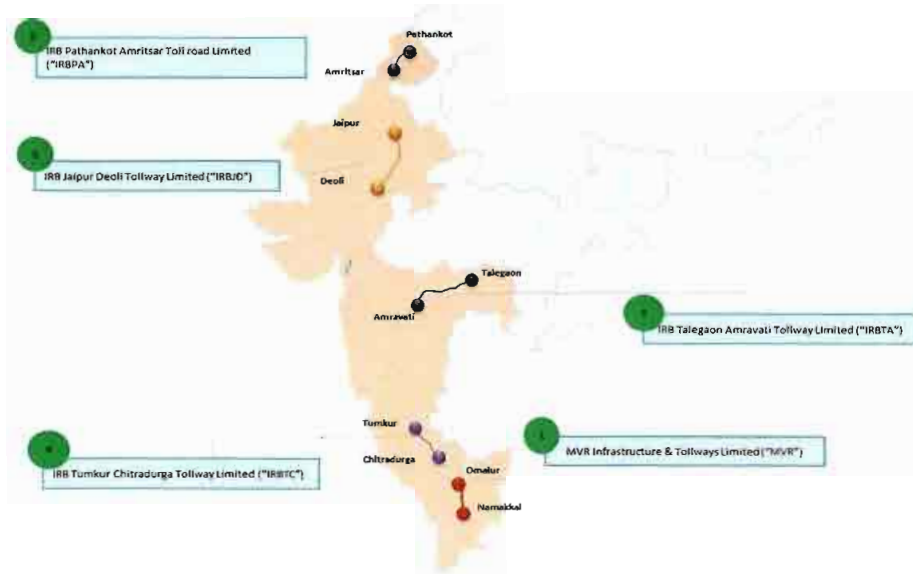 Pathankot
IRB Pathankot Amritsar Toll road Limited
("IRBPA")
Amritsar
Jaipur
IRB Jaipur Deoli Tollway Limited ("IRBJD")
Deoli
Talegaon
Amravati
IRB Talegaon Amravati Tollway Limited ("IRBTA")
Tumkur
MVR Infrastructure & Tollways Limited ("MVR")
Chitradurga
Omalur
IRB Tumkur Chitradurga Tollway Limited ("IRBTC")
Namakkal